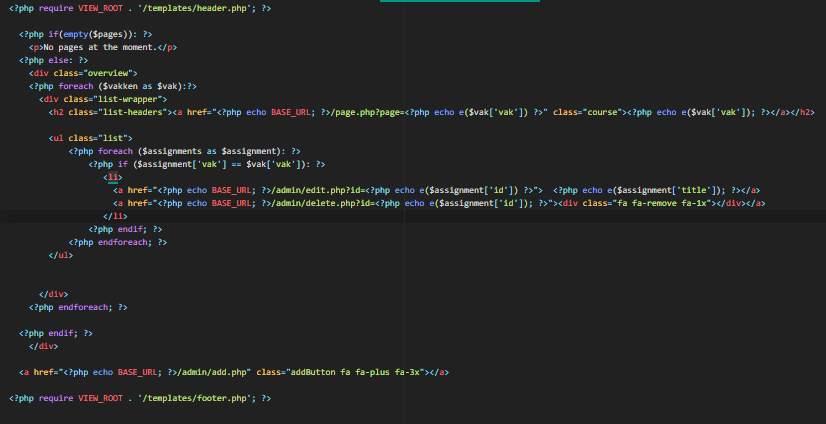 <?php require VIEW_ROOT . '/templates/header.php'; ?>
<?php if(empty($pages)): ?>
<p>No pages at the moment.</p>
<?php else: ?>
<div class="overview">
<?php foreach ($vakken as $vak):?>
<div class="list-wrapper">
<h2 class="list-headers"><a href="<?php echo BASE_URL; ?>/page.php?page=<?php echo e($vak['vak']) ?>" class="course"><?php echo e($vak['vak']); ?></a></h2>
<ul class="list">
<?php foreach ($assignments as $assignment): ?>
<?php if ($assignment['vak'] == $vak['vak']): ?>
<li>
<a href="<?php echo BASE_URL; ?>/admin/edit.php?id=<?php echo e($assignment['id']) ?>">  <?php echo e($assignment['title']); ?></a>
<a href="<?php echo BASE_URL; ?>/admin/delete.php?id=<?php echo e($assignment['id']); ?>"><div class="fa fa-remove fa-1x"></div></a>
</li>
<?php endif; ?>
<?php endforeach; ?>
</ul>
</div>
<?php endforeach; ?>
<?php endif; ?>
</div>
<a href="<?php echo BASE_URL; ?>/admin/add.php" class="addButton fa fa-plus fa-3x"></a>
<?php require VIEW_ROOT . '/templates/footer.php'; ?>